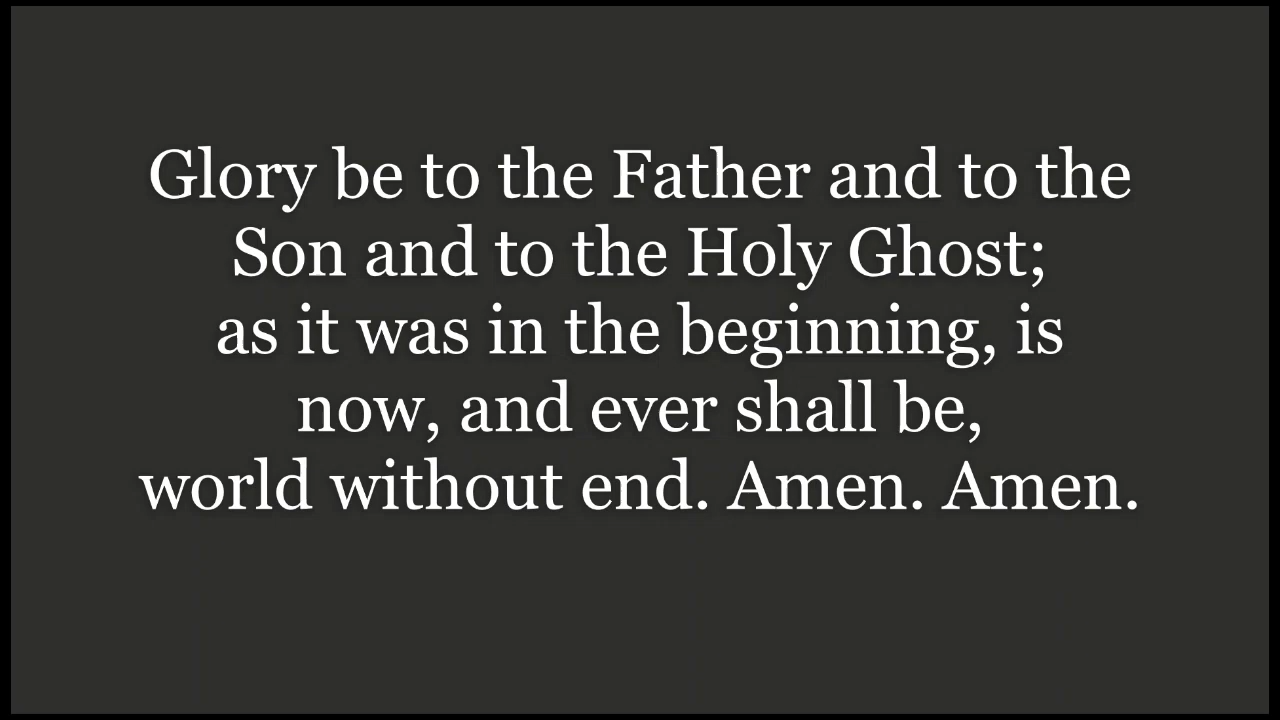 Glory be to the Father and to the
Son and to the Holy Ghost;
as it was in the beginning, is
now, and ever shall be,
world without end. Amen. Amen.